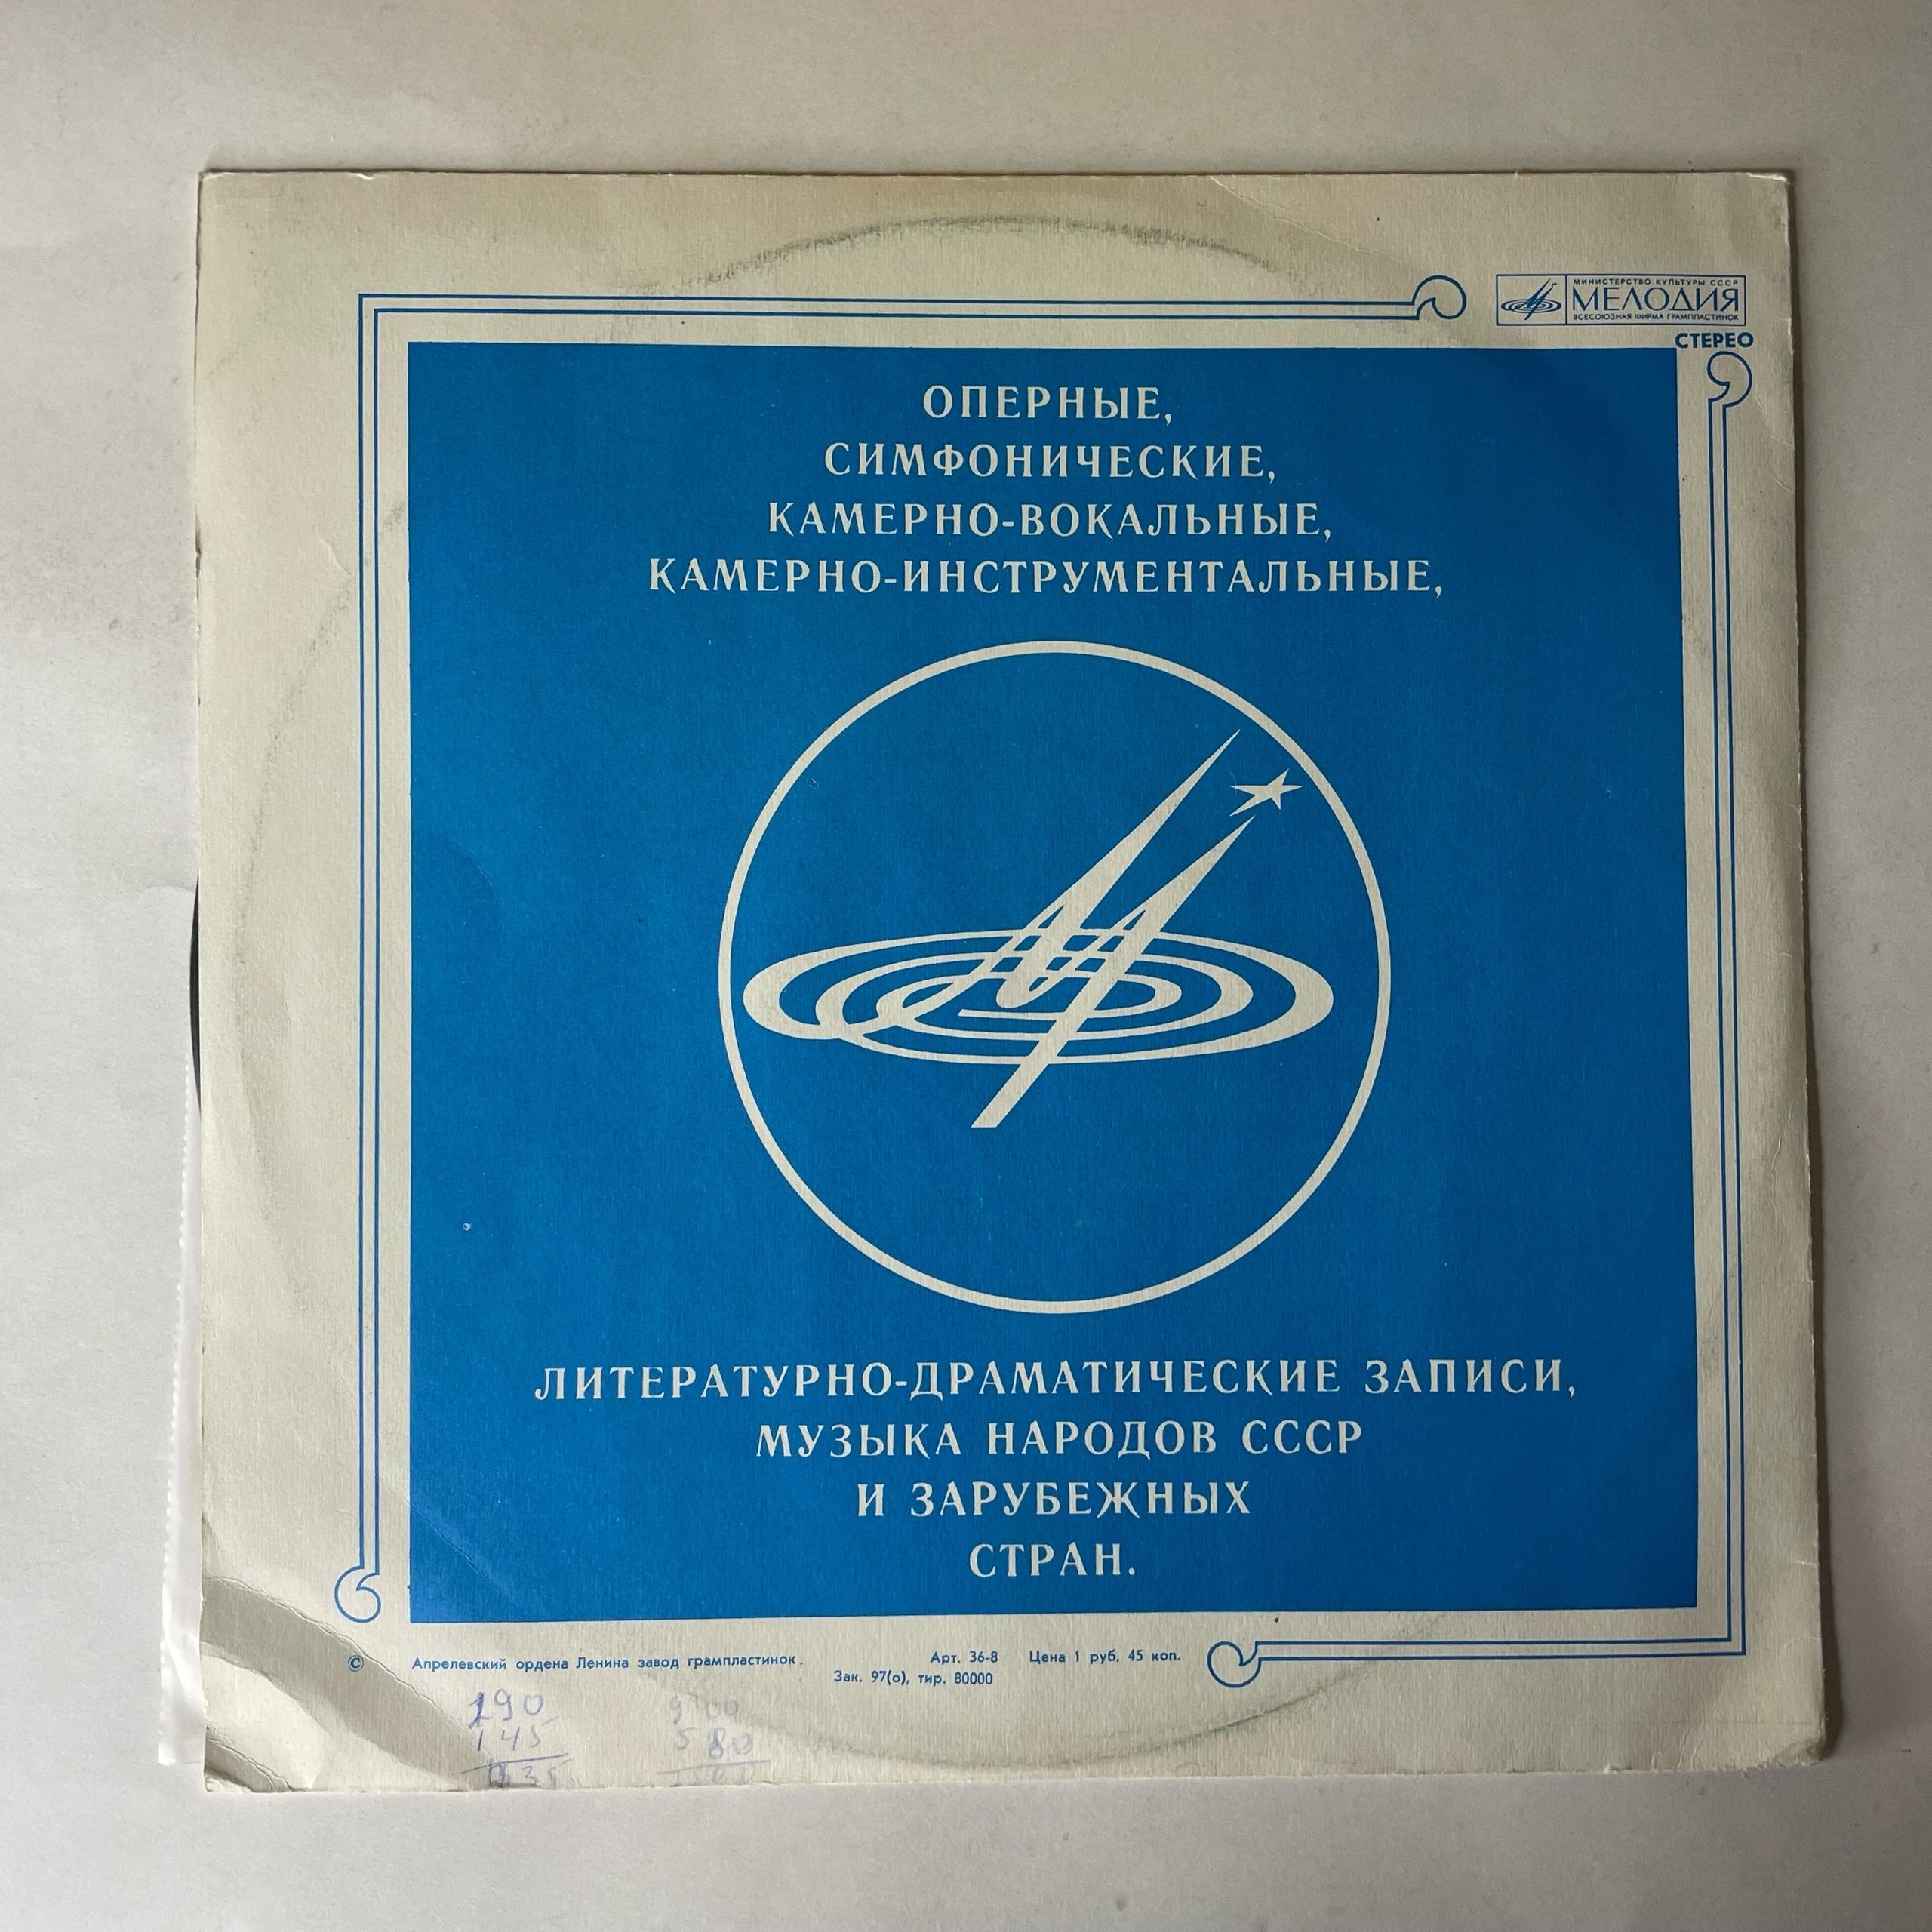 МИНИСТЕРСТВО КУЛЬТУРЫ СССР
МЕЛОДИЯ
ВСЕСОЮЗНАЯ ФИРМА ГРАМПЛАСТИНОК
СТЕРЕО
ОПЕРНЫЕ,
СИМФОНИЧЕСКИЕ,
КАМЕРНО-ВОКАЛЬНЫЕ,
КАМЕРНО-ИНСТРУМЕНТАЛЬНЫЕ,
ЛИТЕРАТУРНО-ДРАМАТИЧЕСКИЕ ЗАПИСИ,
МУЗЫКА НАРОДОВ СССР
И ЗАРУБЕЖНЫХ
СТРАН.
© Апрелевский ордена Ленина завод грампластинок. Арт. 36-8 Цена 1 руб. 45 коп.
Зак. 97(о), тир. 80000
190
145 580